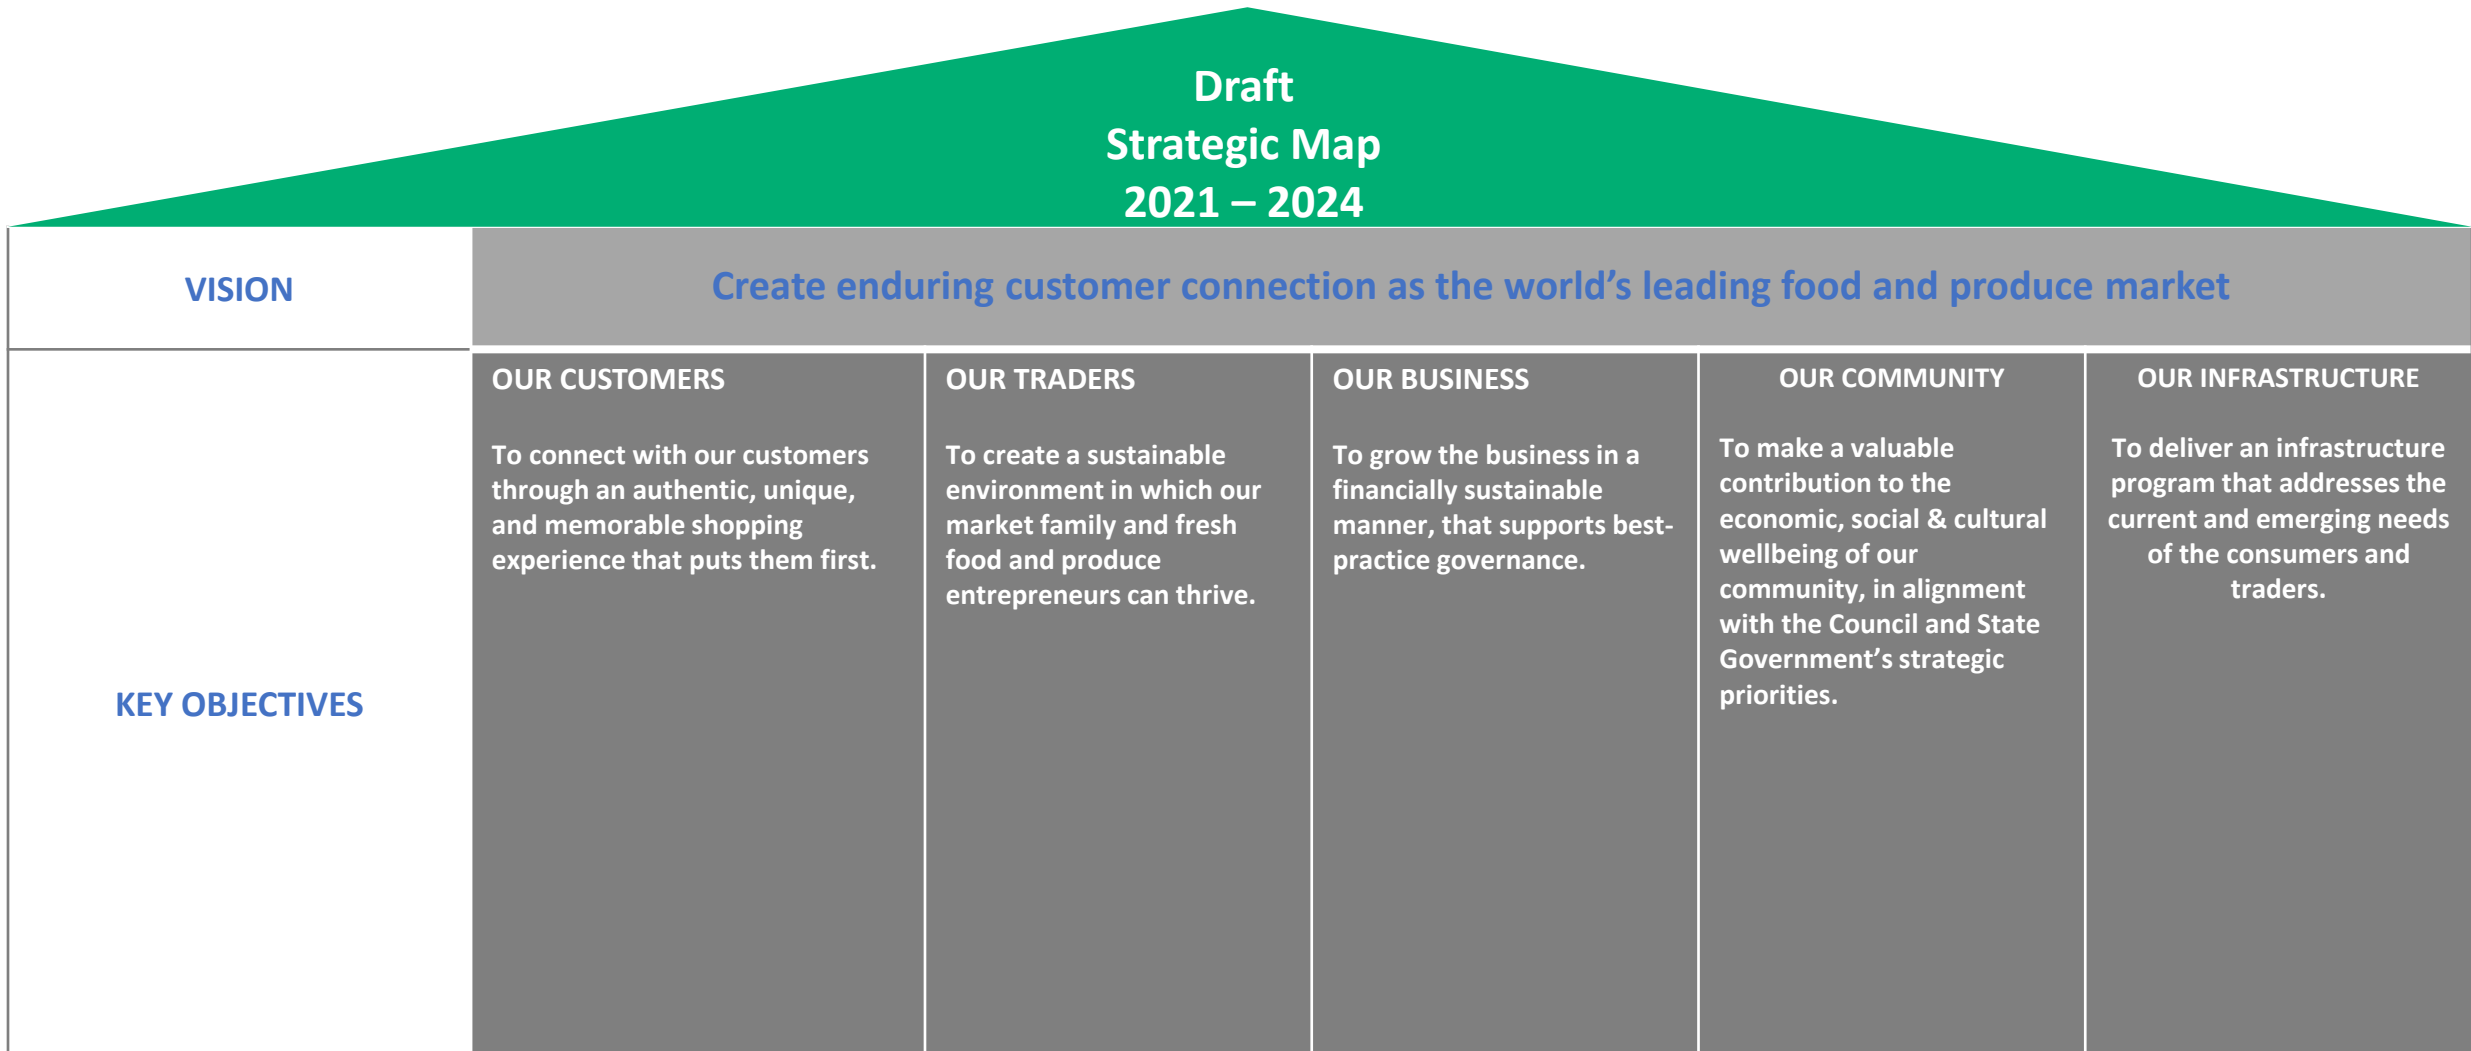 Draft
Strategic Map
2021 – 2024
VISION
Create enduring customer connection as the world’s leading food and produce market
KEY OBJECTIVES
OUR CUSTOMERS
To connect with our customers
through an authentic, unique,
and memorable shopping
experience that puts them first.
OUR TRADERS
To create a sustainable
environment in which our
market family and fresh
food and produce
entrepreneurs can thrive.
OUR BUSINESS
To grow the business in a
financially sustainable
manner, that supports best-
practice governance.
OUR COMMUNITY
To make a valuable
contribution to the
economic, social & cultural
wellbeing of our
community, in alignment
with the Council and State
Government’s strategic
priorities.
OUR INFRASTRUCTURE
To deliver an infrastructure
program that addresses the
current and emerging needs
of the consumers and
traders.